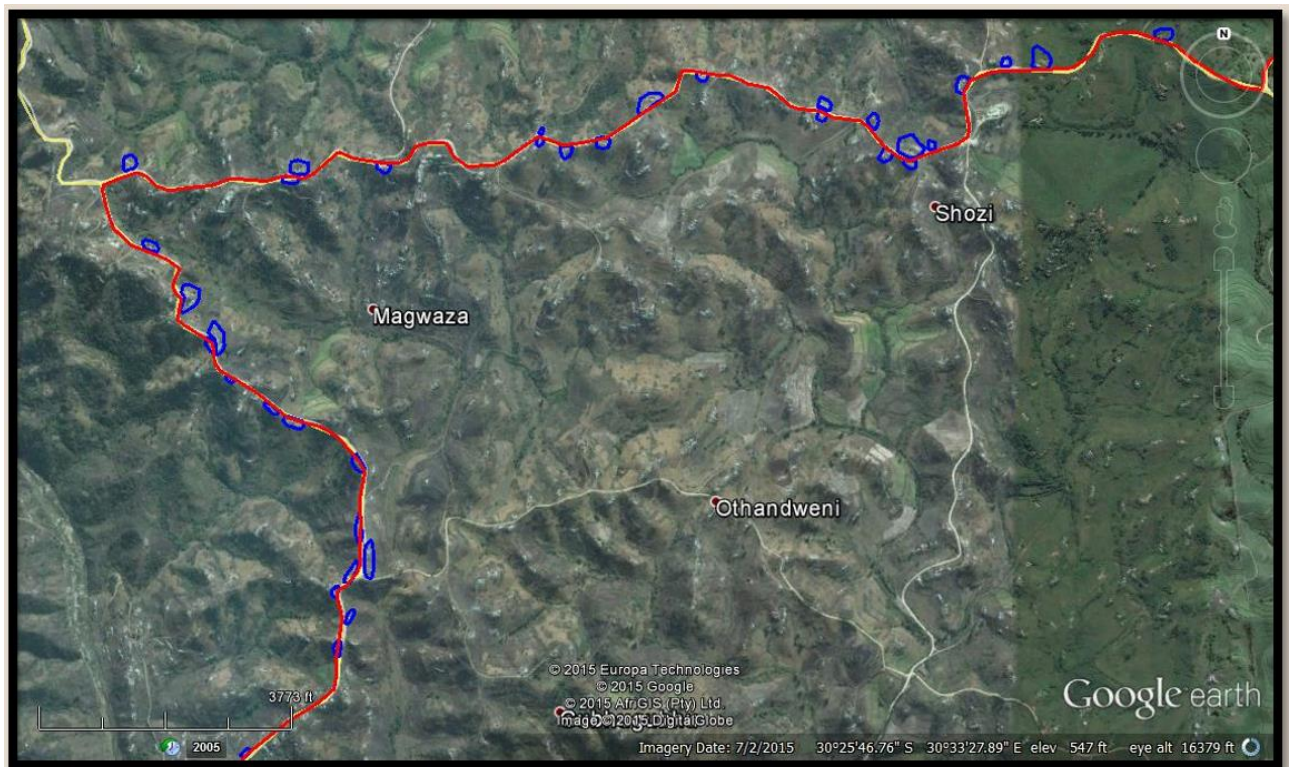 N
Shozi
Magwaza
Othandweni
© 2015 Europa Technologies
© 2015 Google
© 2015 AfriGIS (Pty) Ltd.
Image © 2015 DigitalGlobe
Google earth
3773 ft
2005
Imagery Date: 7/2/2015 30°25'46.76" S 30°33'27.89" E elev 547 ft eye alt 16379 ft